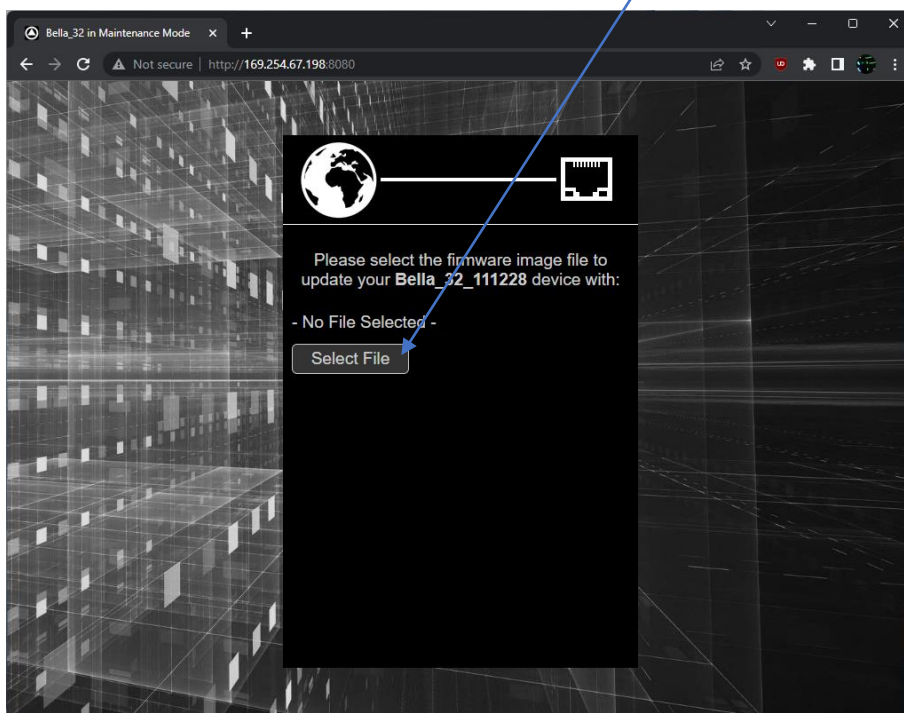 Bella_32 in Maintenance Mode
Not secure | http://169.254.67.198:8080
Please select the firmware image file to
update your Bella_32_111228 device with:
- No File Selected -
Select File